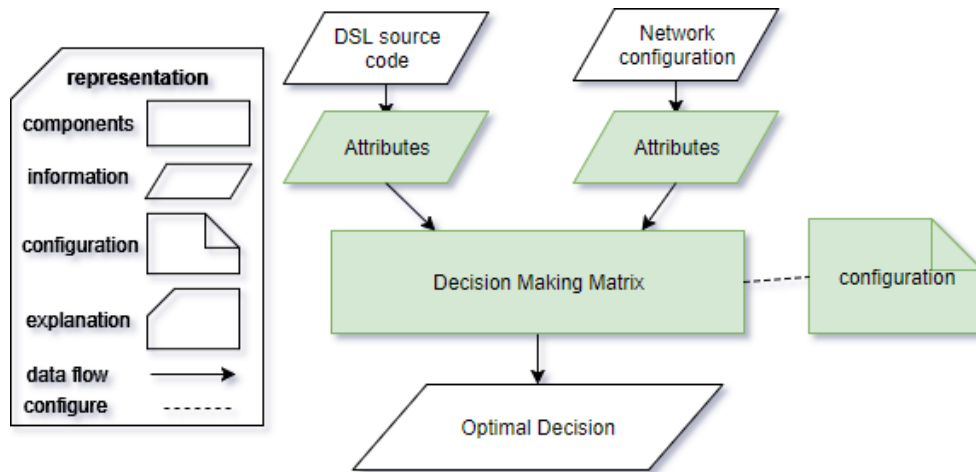 representation
components
information
configuration
explanation
data flow
configure
DSL source
code
Network
configuration
Attributes
Attributes
Decision Making Matrix
configuration
Optimal Decision